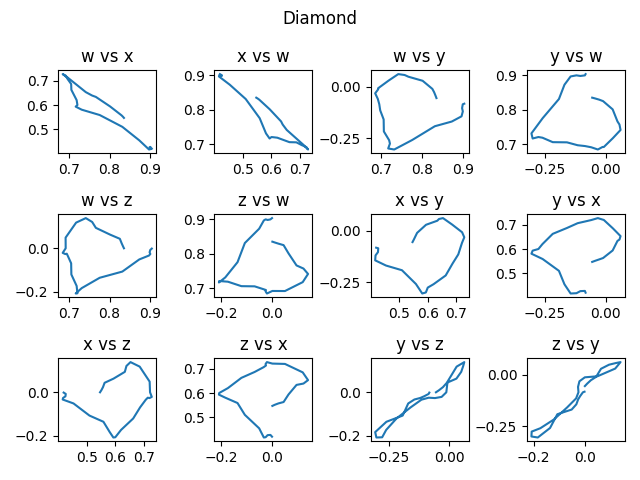 Diamond
w vs x
x vs w
w vs y
y vs w
0.7
0.6
0.5
0.7 0.8 0.9
0.9
0.8
0.7
0.5 0.6 0.7
0.00
−0.25
0.7 0.8 0.9
0.9
0.8
0.7
−0.25 0.00
w vs z
z vs w
x vs y
y vs x
0.0
−0.2
0.7 0.8 0.9
0.9
0.8
0.7
−0.2 0.0
0.00
−0.25
0.5 0.6 0.7
0.7
0.6
0.5
−0.25 0.00
x vs z
z vs x
y vs z
z vs y
0.0
−0.2
0.5 0.6 0.7
0.7
0.6
0.5
−0.2 0.0
0.0
−0.2
−0.25 0.00
0.00
−0.25
−0.2 0.0